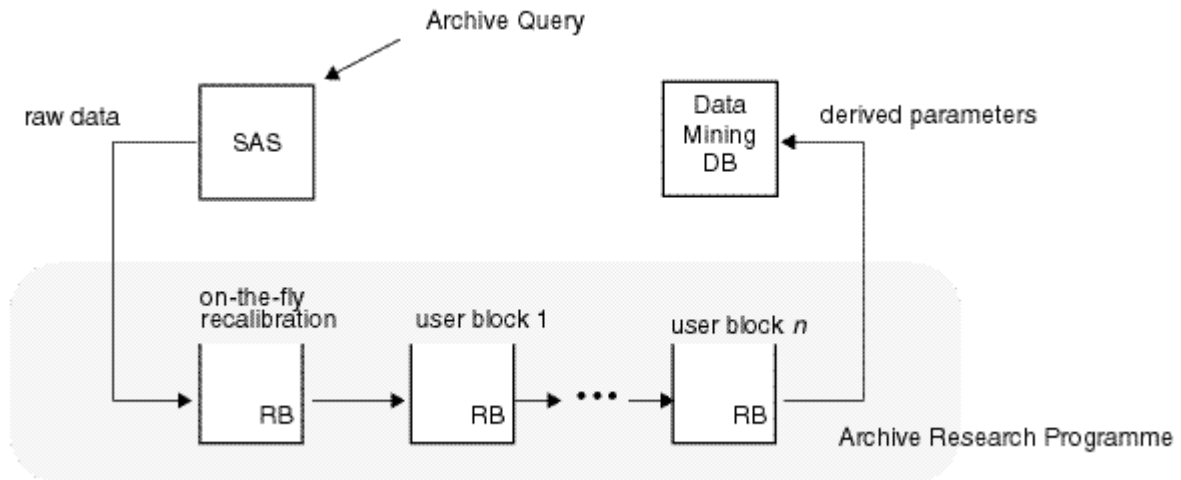 Archive Query
raw data
SAS
Data
Mining
DB
derived parameters
on-the-fly
recalibration
user block 1
user block n
RB
RB
•••
RB
Archive Research Programme